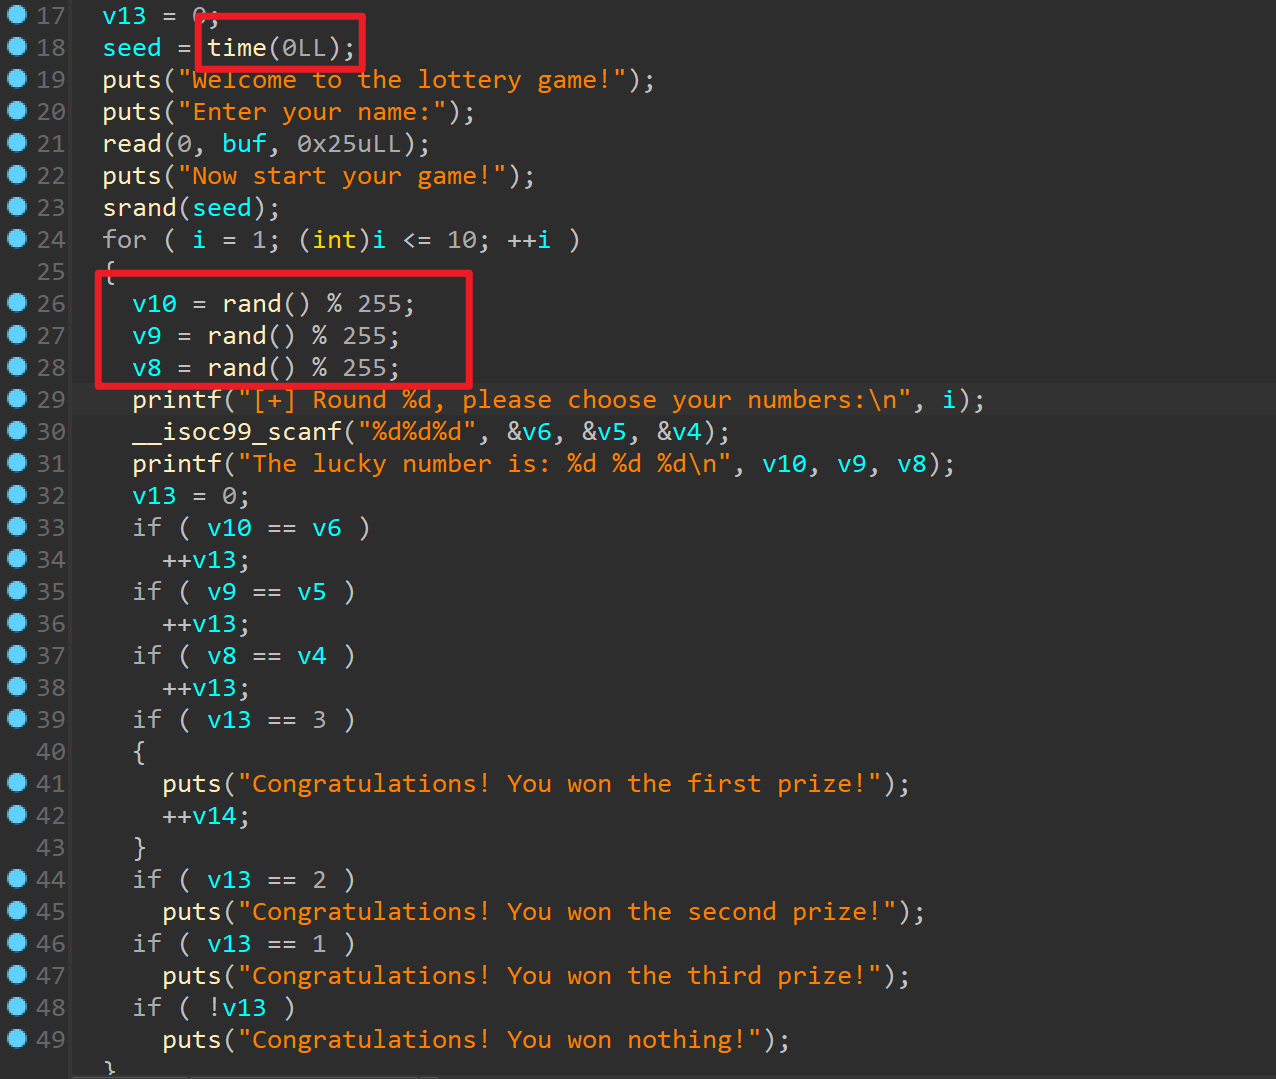 17 v13 = 0;
18 seed = time(0LL);
19 puts("Welcome to the lottery game!");
20 puts("Enter your name:");
21 read(0, buf, 0x25uLL);
22 puts("Now start your game!");
23 srand(seed);
24 for ( i = 1; (int)i <= 10; ++i )
25 {
26 v10 = rand() % 255;
27 v9 = rand() % 255;
28 v8 = rand() % 255;
29 printf("[+] Round %d, please choose your numbers:\n", i);
30 __isoc99_scanf("%d%d%d", &v6, &v5, &v4);
31 printf("The lucky number is: %d %d %d\n", v10, v9, v8);
32 v13 = 0;
33 if ( v10 == v6 )
34 ++v13;
35 if ( v9 == v5 )
36 ++v13;
37 if ( v8 == v4 )
38 ++v13;
39 if ( v13 == 3 )
40 {
41 puts("Congratulations! You won the first prize!");
42 ++v14;
43 }
44 if ( v13 == 2 )
45 puts("Congratulations! You won the second prize!");
46 if ( v13 == 1 )
47 puts("Congratulations! You won the third prize!");
48 if ( !v13 )
49 puts("Congratulations! You won nothing!");
}